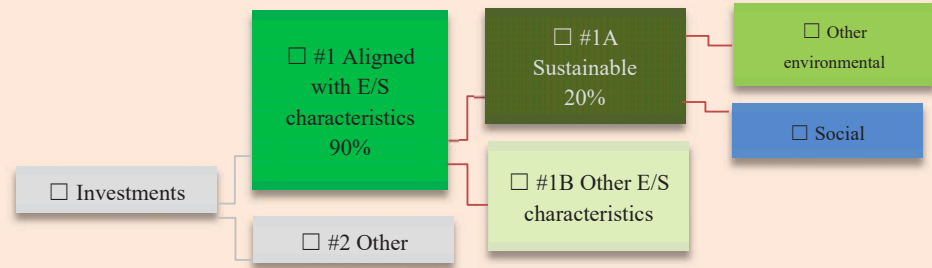 ☐ Investments
☐ #1 Aligned
with E/S
characteristics
90%
☐ #2 Other
☐ #1A
Sustainable
20%
☐ #1B Other E/S
characteristics
☐ Other
environmental
☐ Social